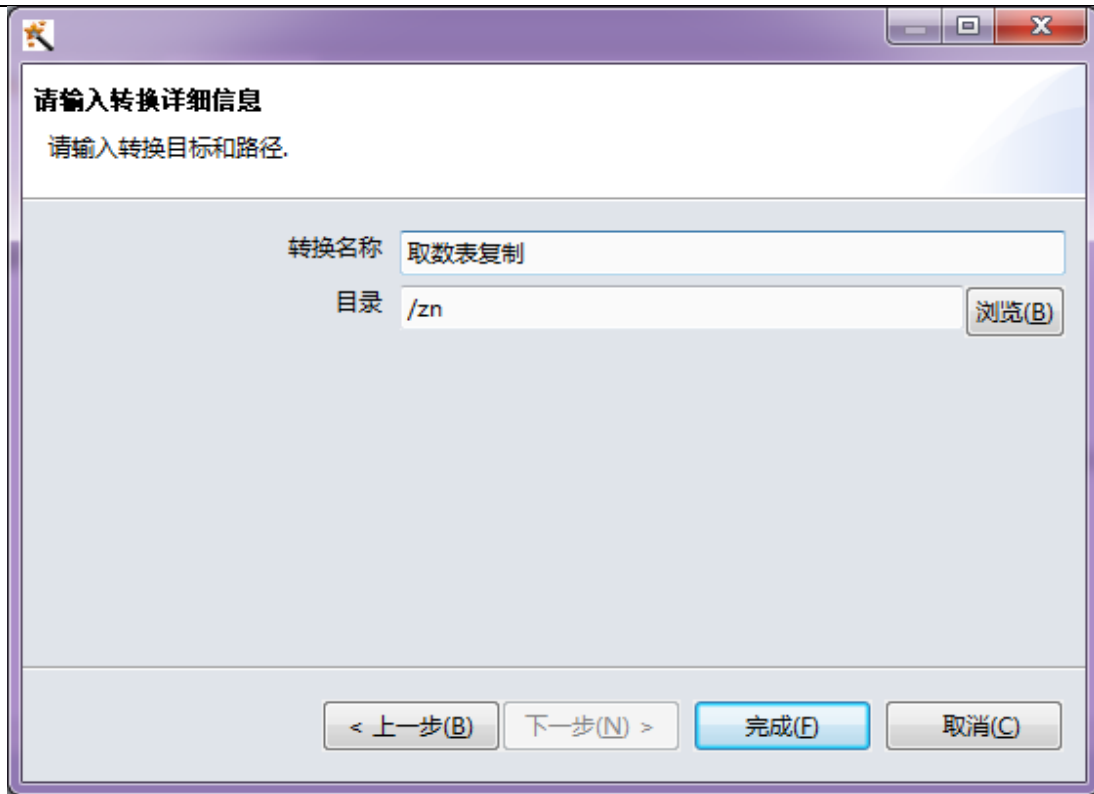 请输入转换详细信息
请输入转换目标和路径.
转换名称 取数表复制
目录 /zn 浏览(B)
< 上一步(B) 下一步(N) > 完成(F) 取消(C)